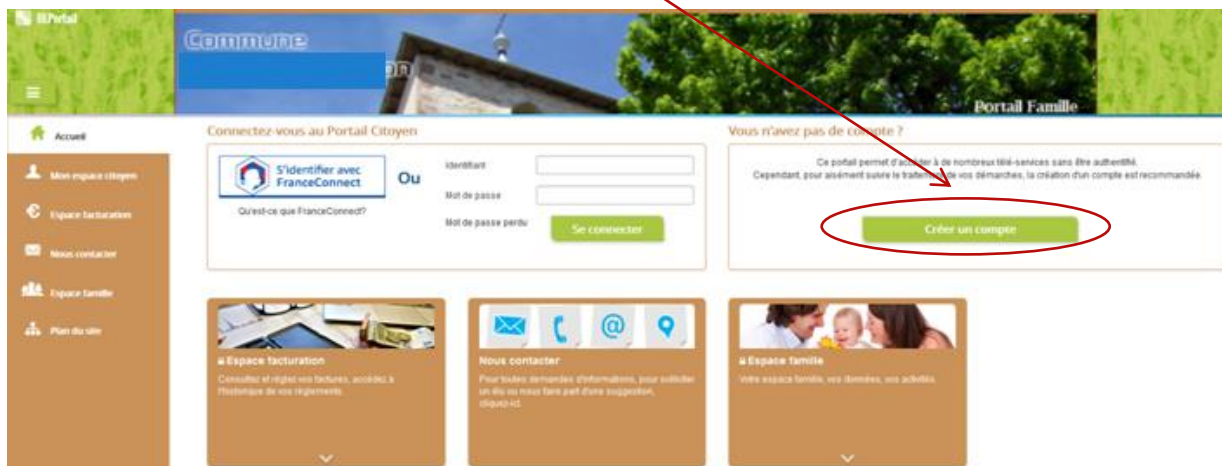 Commune
Portail Famille
Accueil
Mon espace citoyen
Espace facturation
Nous contacter
Espace famille
Plan du site
Connectez-vous au Portail Citoyen
S'identifier avec
FranceConnect
Qu'est-ce que FranceConnect?
Ou
Identifiant
Mot de passe
Mot de passe perdu
Se connecter
Vous n'avez pas de compte ?
Ce portail permet d'accéder à de nombreux télé-services sans être authentifié.
Cependant, pour aisément suivre le traitement de vos démarches, la création d'un compte est recommandée
Créer un compte
Espace facturation
Consultez et réglez vos factures, accédez à
l'historique de vos règlements.
Nous contacter
Pour toutes demandes d'informations, pour solliciter
un élu ou nous faire part d'une suggestion,
cliquez-ici.
Espace famille
Votre espace famille, vos données, vos activités.